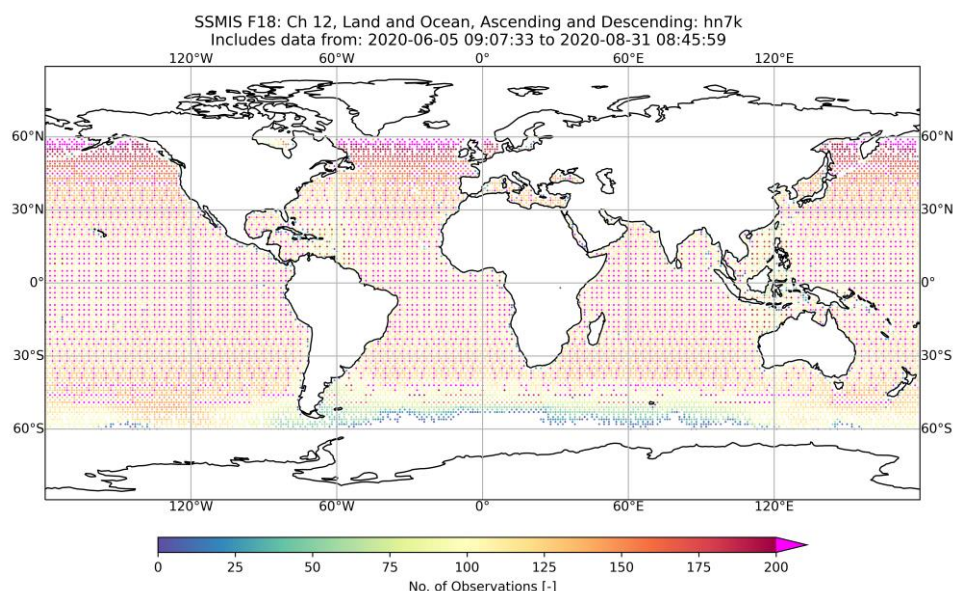 SSMIS F18: Ch 12, Land and Ocean, Ascending and Descending: hn7k
Includes data from: 2020-06-05 09:07:33 to 2020-08-31 08:45:59
120°W 60°W 0° 60°E 120°E
60°N 60°N
30°N 30°N
0° 0°
30°S 30°S
60°S 60°S
120°W 60°W 0° 60°E 120°E
0 25 50 75 100 125 150 175 200
No. of Observations [-]